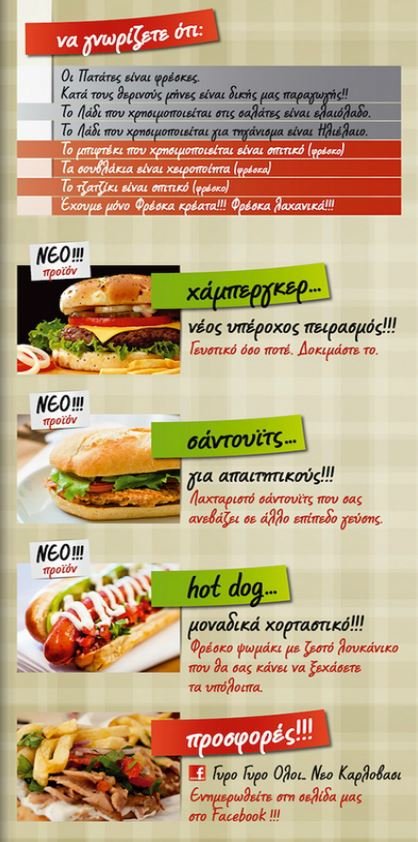 να γνωρίζετε ότι:
Οι Πατάτες είναι φρέσκες.
Κατά τους θερινούς μήνες είναι δικής μας παραγωγής!!
Το Λάδι που χρησιμοποιείται στις σαλάτες είναι ελαιόλαδο.
Το Λάδι που χρησιμοποιείται για τηγάνισμα είναι Ηλιέλαιο.
Το μπιφτέκι που χρησιμοποιείται είναι σπιτικό (φρέσκο)
Τα σουβλάκια είναι χειροποίητα (φρέσκα)
Το τζατζίκι είναι σπιτικό (φρέσκο)
Έχουμε μόνο Φρέσκα κρέατα!!! Φρέσκα λαχανικά!!!
ΝΕΟ!!!
προϊόν
χάμπεργκερ...
νέος υπέροχος πειρασμός!!!
Γευστικό όσο ποτέ. Δοκιμάστε το.
ΝΕΟ!!!
προϊόν
σάντουϊτς...
για απαιτητικούς!!!
Λαχταριστό σάντουϊτς που σας
ανεβάζει σε άλλο επίπεδο γεύσης.
ΝΕΟ!!!
προϊόν
hot dog...
μοναδικά χορταστικό!!!
Φρέσκο ψωμάκι με ζεστό λουκάνικο
που θα σας κάνει να ξεχάσετε
τα υπόλοιπα.
προσφορές!!!
f Γυρο Γυρο Ολοι.. Νεο Καρλοβασι
Ενημερωθείτε στη σελίδα μας
στο Facebook !!!